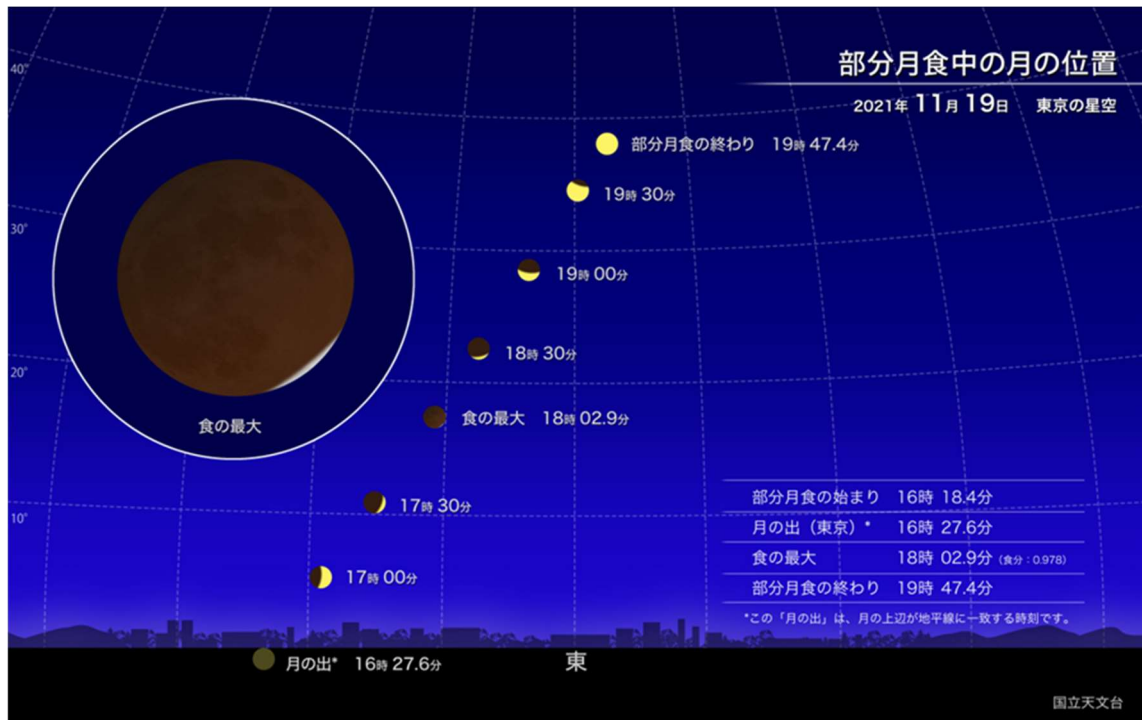 部分月食中の月の位置
2021年 11月 19日 東京の星空
40°
30°
20°
10°
部分月食の終わり 19時 47.4分
19時 30分
19時 00分
18時 30分
食の最大 18時 02.9分
17時 30分
17時 00分
月の出* 16時 27.6分
食の最大
東
部分月食の始まり 16時 18.4分
月の出（東京）* 16時 27.6分
食の最大 18時 02.9分（食分：0.978）
部分月食の終わり 19時 47.4分
*この「月の出」は、月の上辺が地平線に一致する時刻です。
国立天文台